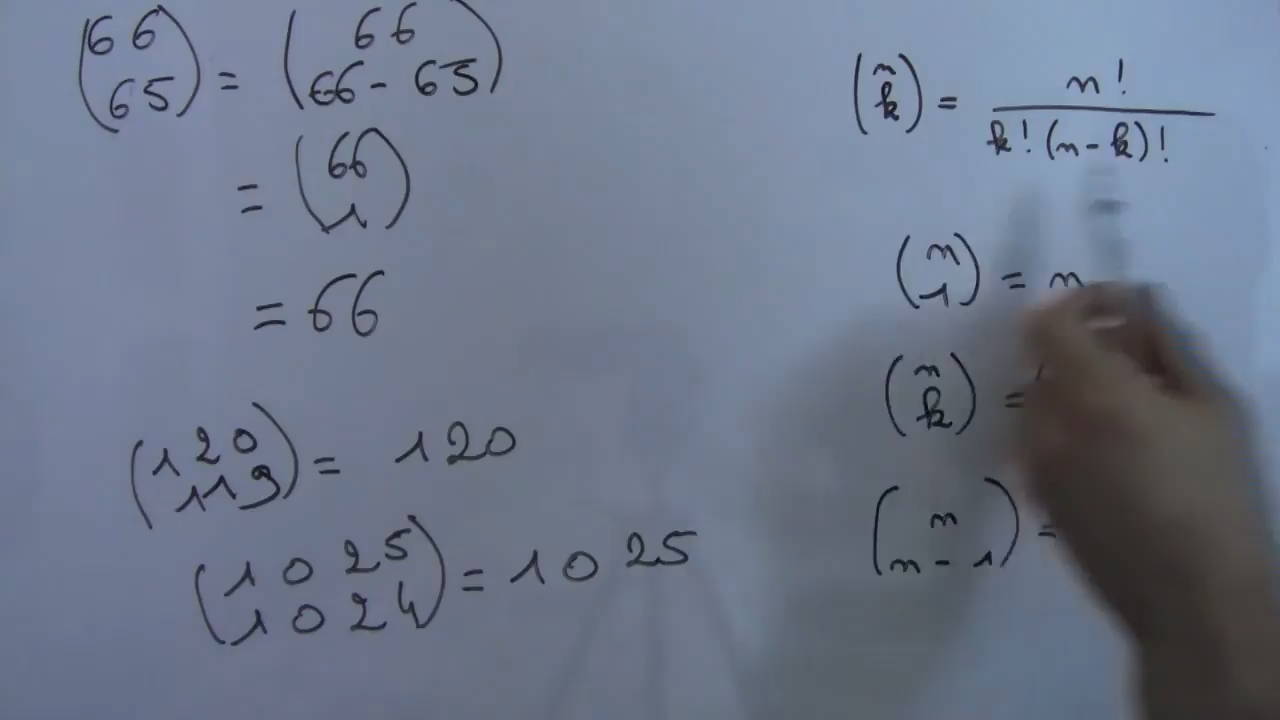 (66 65) = (66 66 - 65)
= (66 1)
= 66
(120 119) = 120
(1025 1024) = 1025
(n k) = n! / k!(n-k)!
(n 1) = n
(n k) =
(n n-1) =